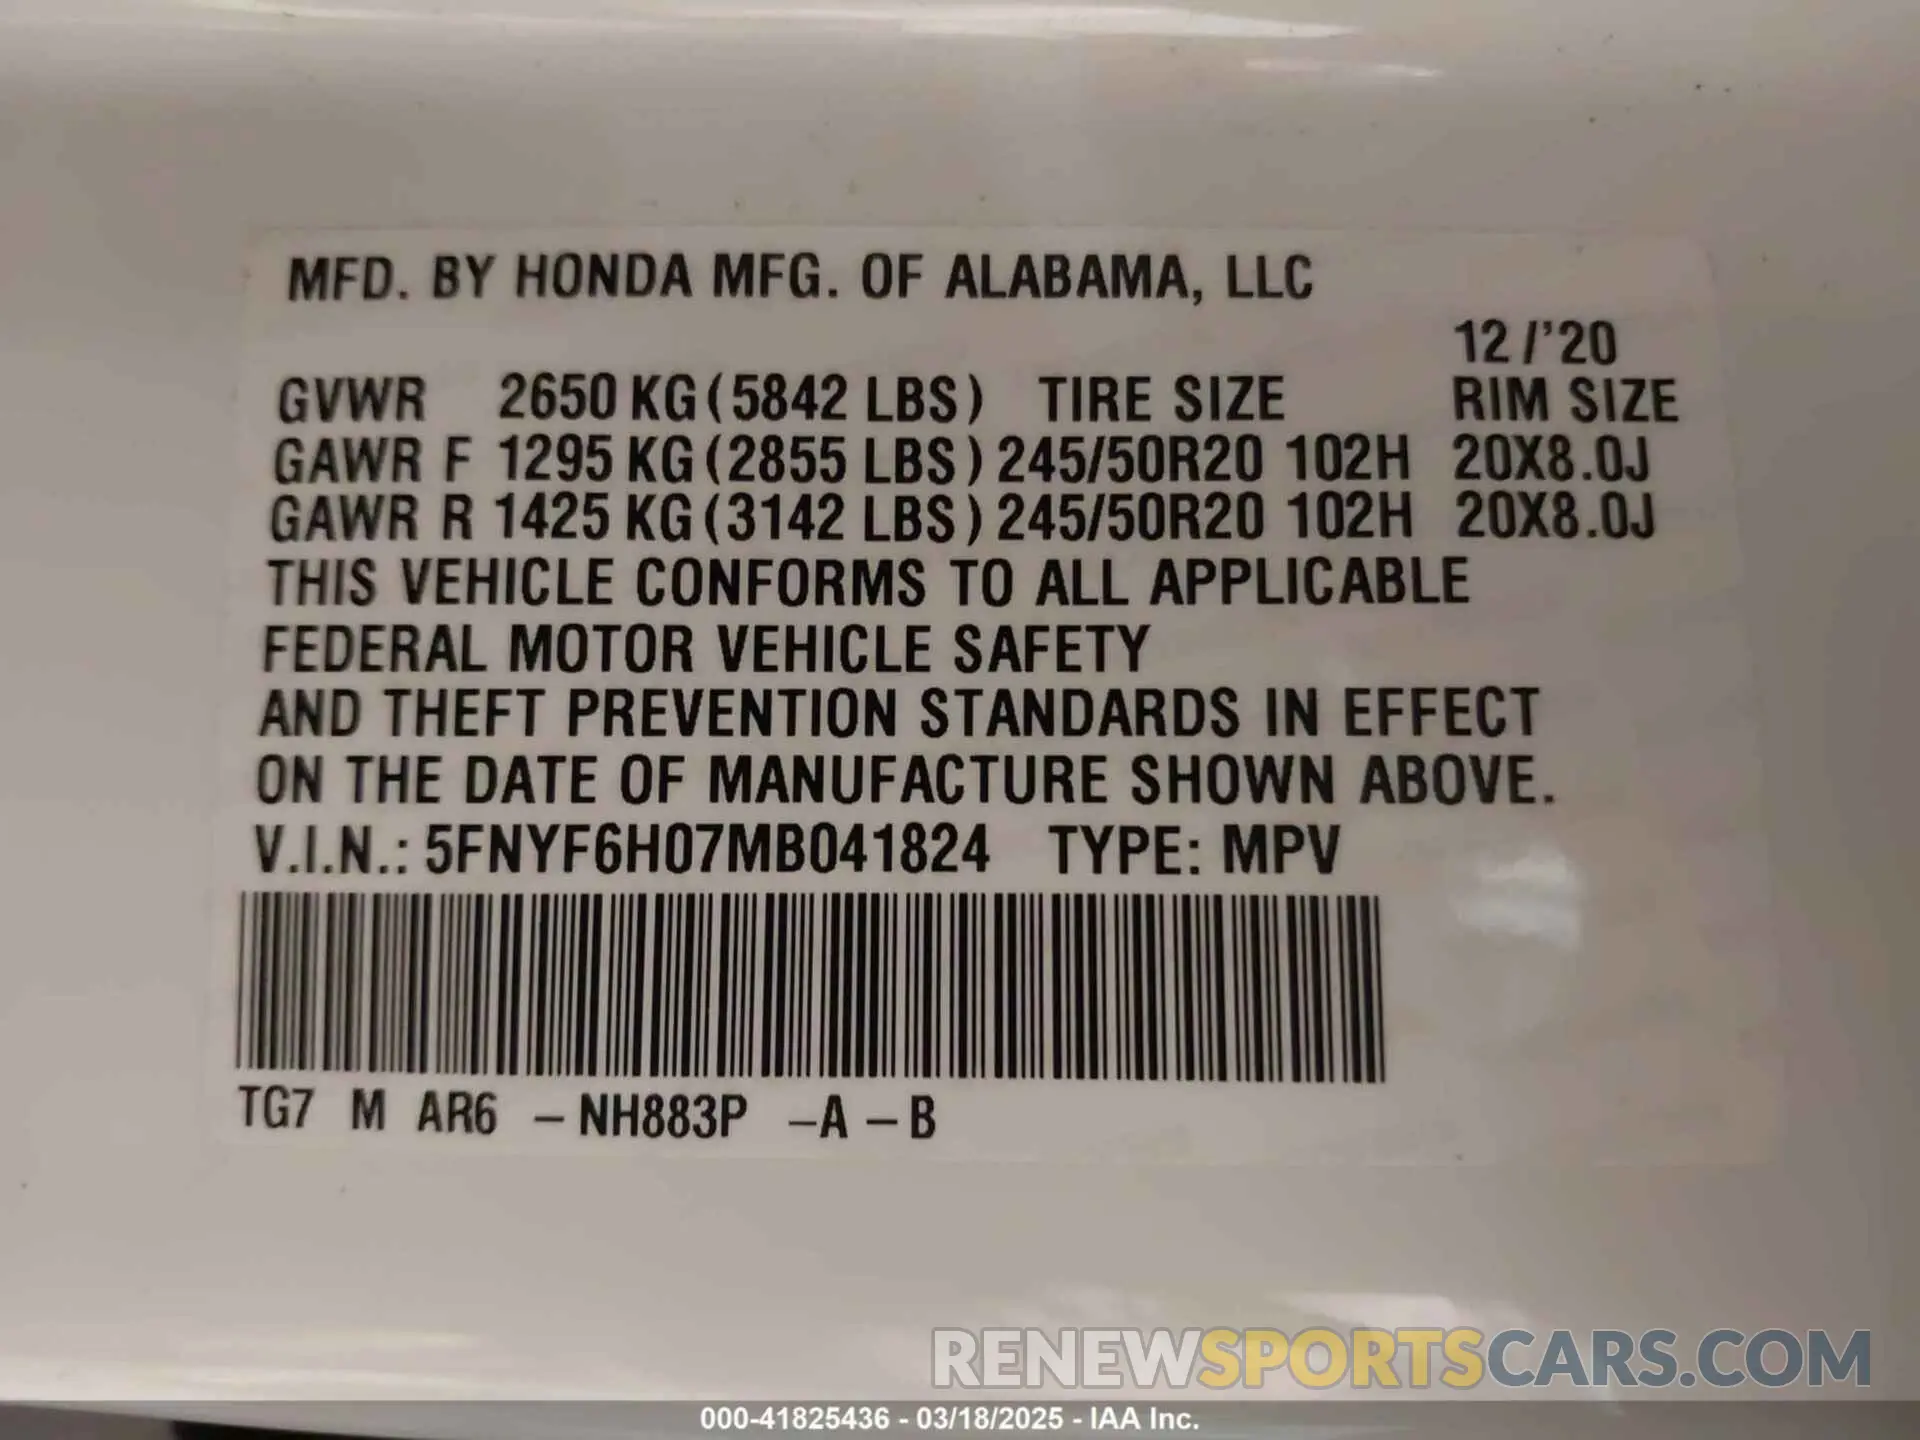 MFD. BY HONDA MFG. OF ALABAMA, LLC
12/'20
GVWR 2650 KG (5842 LBS) TIRE SIZE RIM SIZE
GAWR F 1295 KG (2855 LBS) 245/50R20 102H 20X8.0J
GAWR R 1425 KG (3142 LBS) 245/50R20 102H 20X8.0J
THIS VEHICLE CONFORMS TO ALL APPLICABLE
FEDERAL MOTOR VEHICLE SAFETY
AND THEFT PREVENTION STANDARDS IN EFFECT
ON THE DATE OF MANUFACTURE SHOWN ABOVE.
V.I.N.: 5FNYF6H07MB041824 TYPE: MPV
TG7 M AR6 – NH883P –A – B
RENEWSPORTSCARS.COM
000-41825436 - 03/18/2025 - IAA Inc.